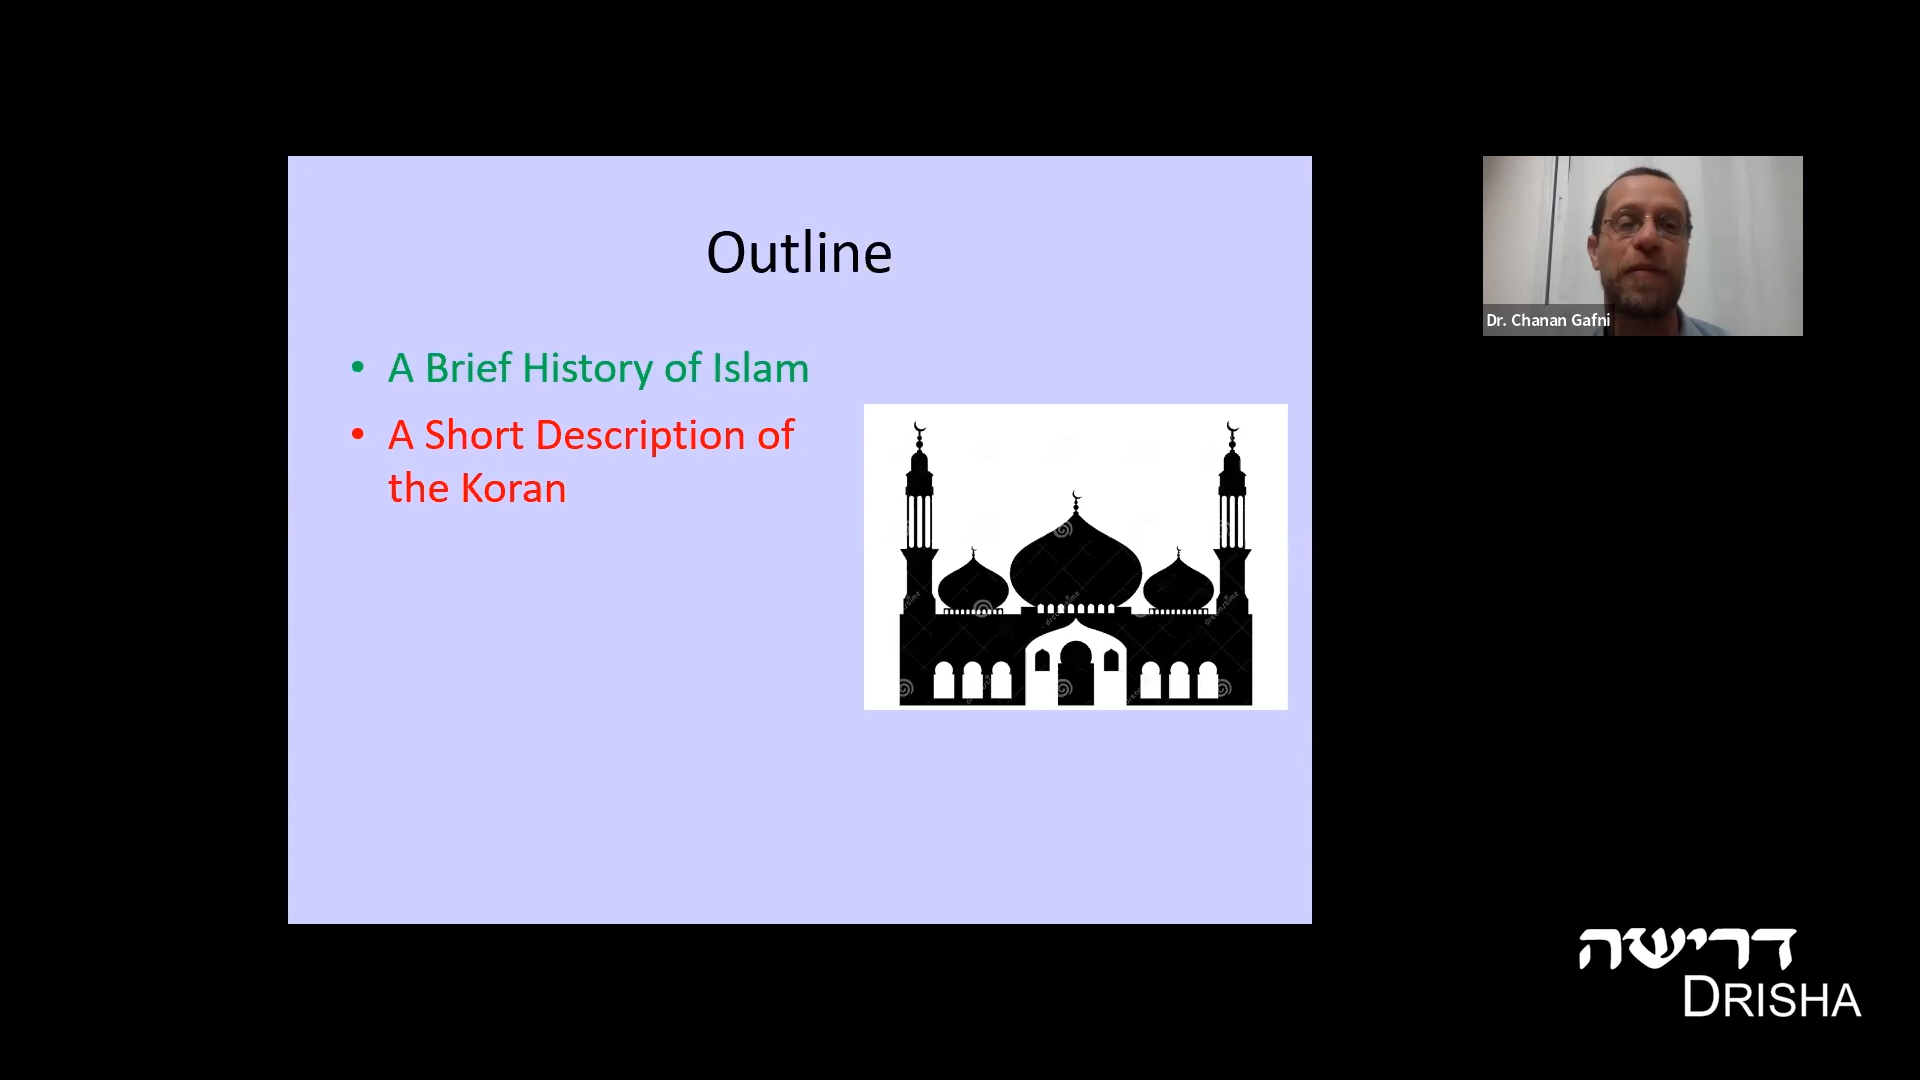 Outline
• A Brief History of Islam
• A Short Description of
the Koran
Dr. Chanan Gafni
דרישה
DRISHA